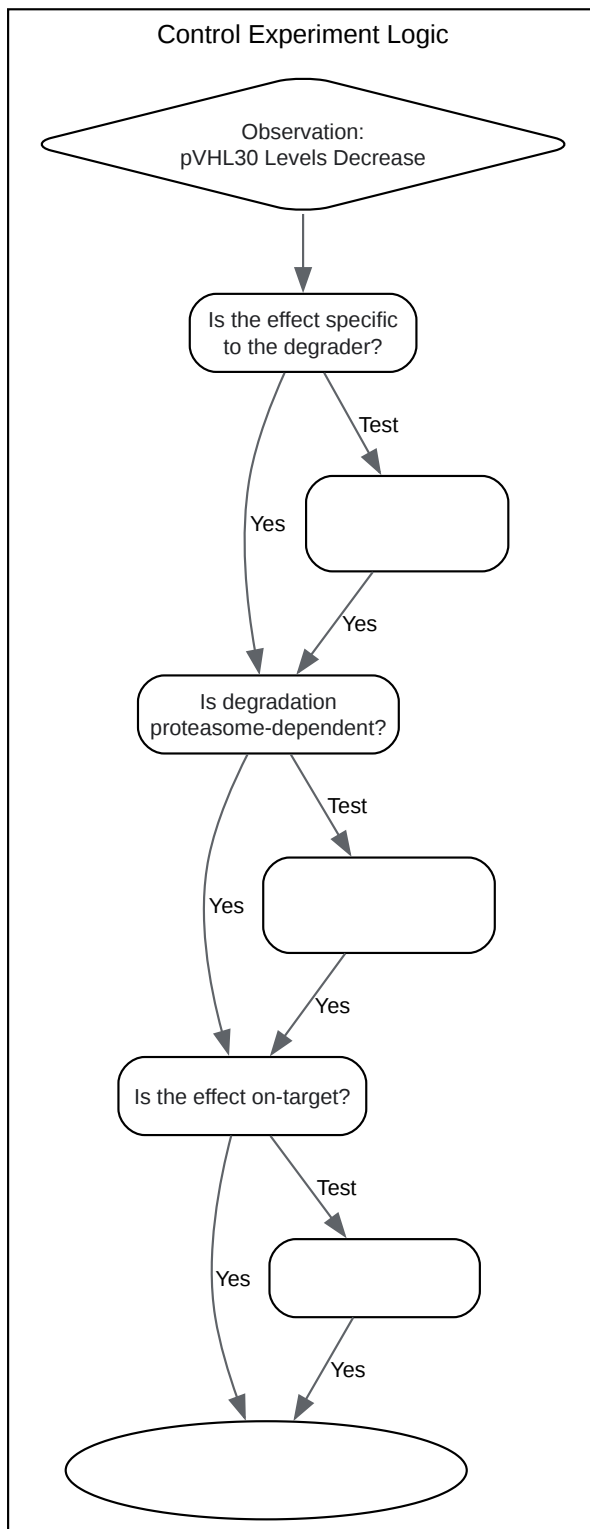 Control Experiment Logic
Observation:
pVHL30 Levels Decrease
Is the effect specific
to the degrader?
Test
Yes
Yes
Is degradation
proteasome-dependent?
Test
Yes
Yes
Is the effect on-target?
Test
Yes
Yes